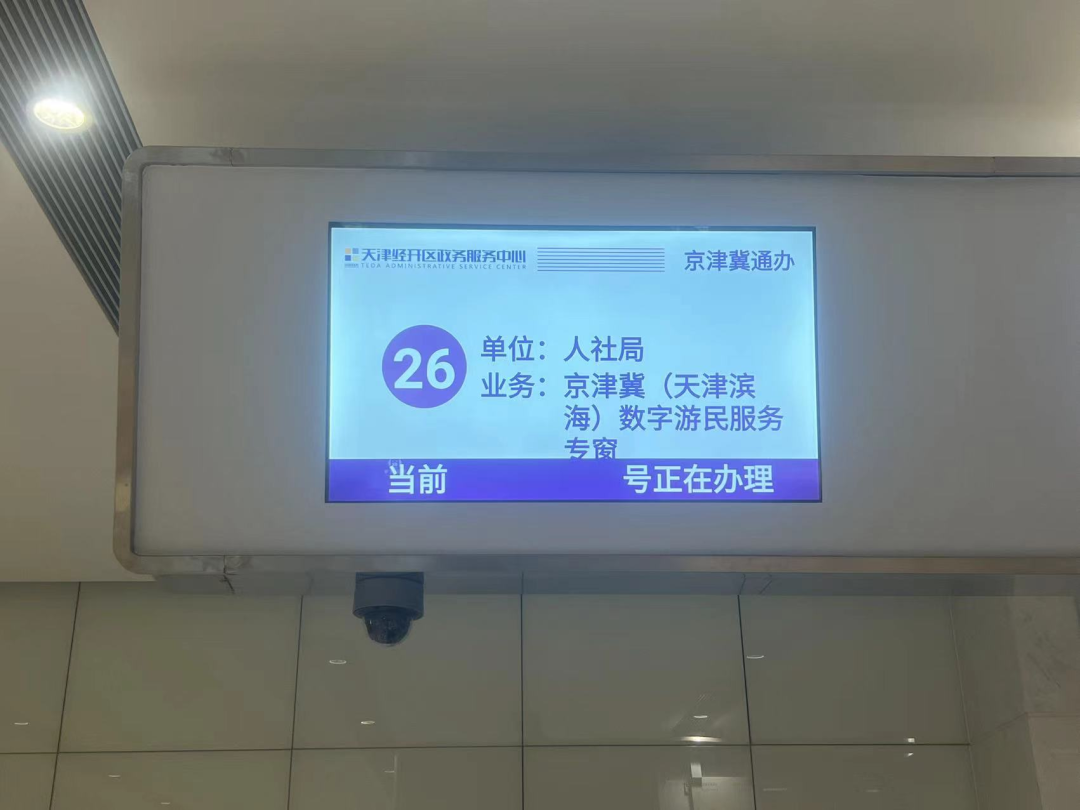 天津经开区政务服务中心
TEDA ADMINISTRATIVE SERVICE CENTER
京津冀通办
26
单位：人社局
业务：京津冀（天津滨
海）数字游民服务
专窗
当前 号正在办理